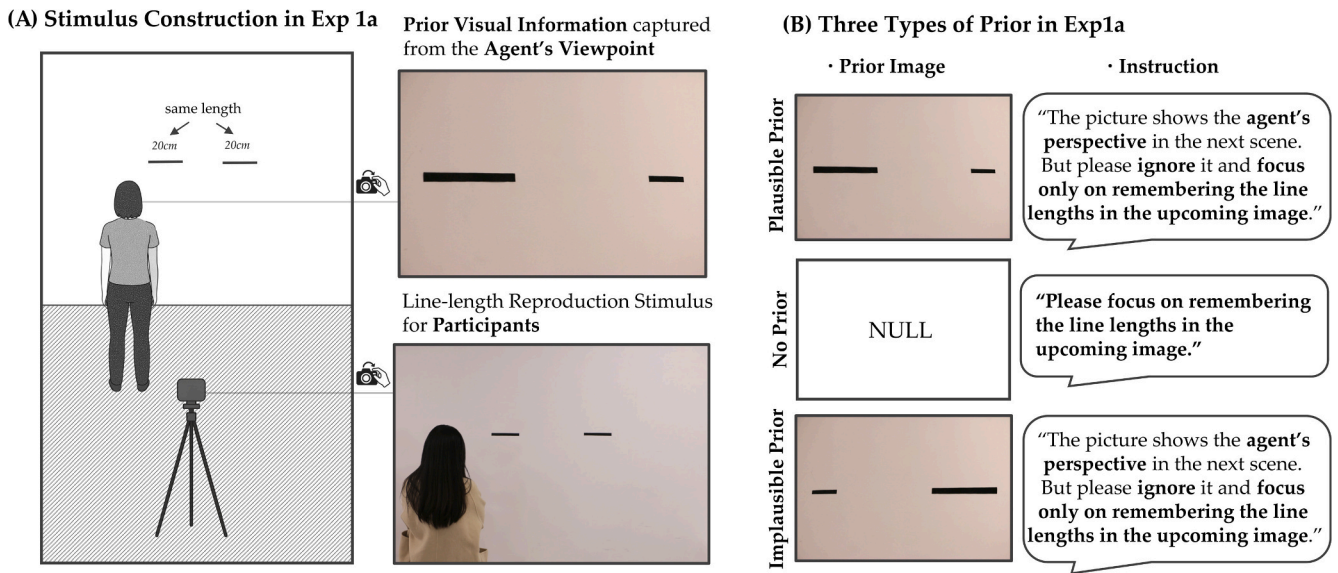 (A) Stimulus Construction in Exp 1a
same length
20cm 20cm
Prior Visual Information captured
from the Agent's Viewpoint
Line-length Reproduction Stimulus
for Participants
(B) Three Types of Prior in Exp1a
· Prior Image
· Instruction
Plausible Prior
“The picture shows the agent's
perspective in the next scene.
But please ignore it and focus
only on remembering the line
lengths in the upcoming image.”
No Prior
NULL
“Please focus on remembering
the line lengths in the
upcoming image.”
Implausible Prior
“The picture shows the agent's
perspective in the next scene.
But please ignore it and focus
only on remembering the line
lengths in the upcoming image.”